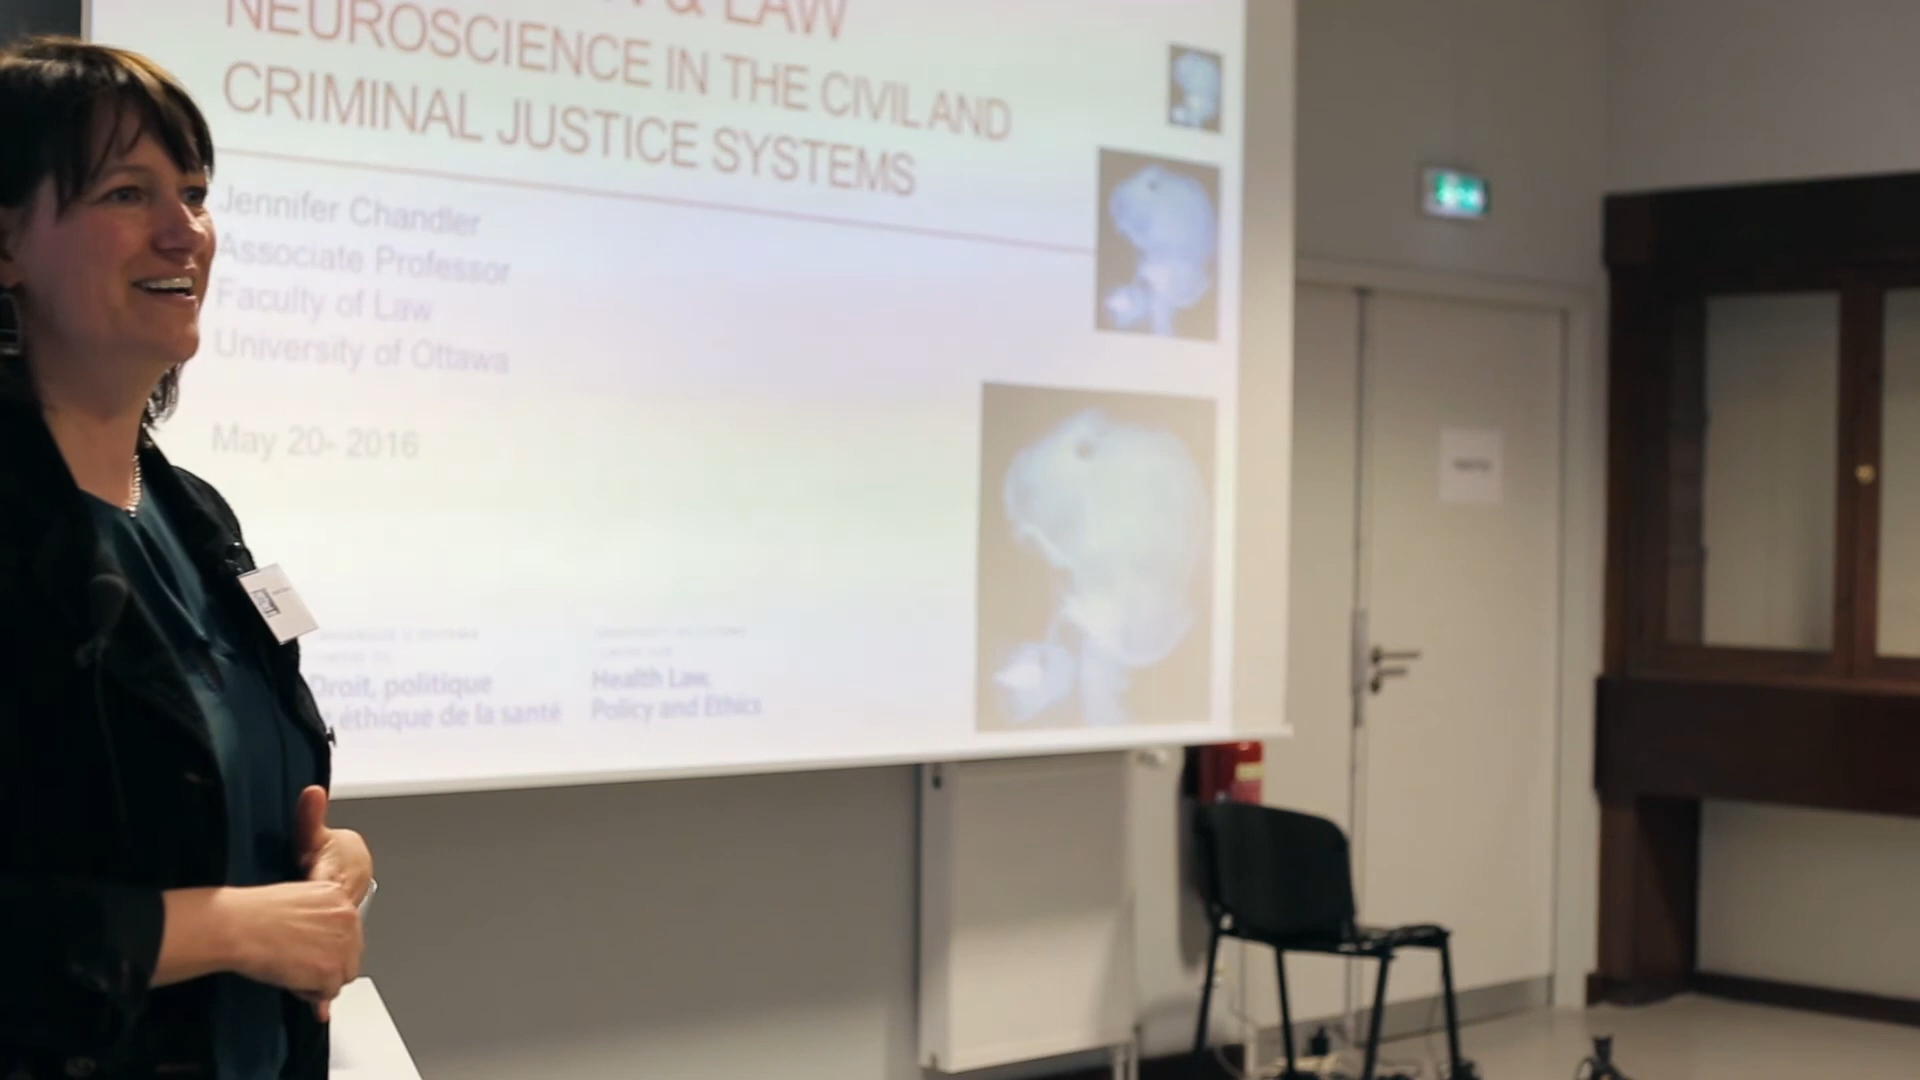 & LAW
NEUROSCIENCE IN THE CIVIL AND
CRIMINAL JUSTICE SYSTEMS
Jennifer Chandler
Associate Professor
Faculty of Law
University of Ottawa
May 20- 2016
Droit, politique
éthique de la santé
Health Law,
Policy and Ethics